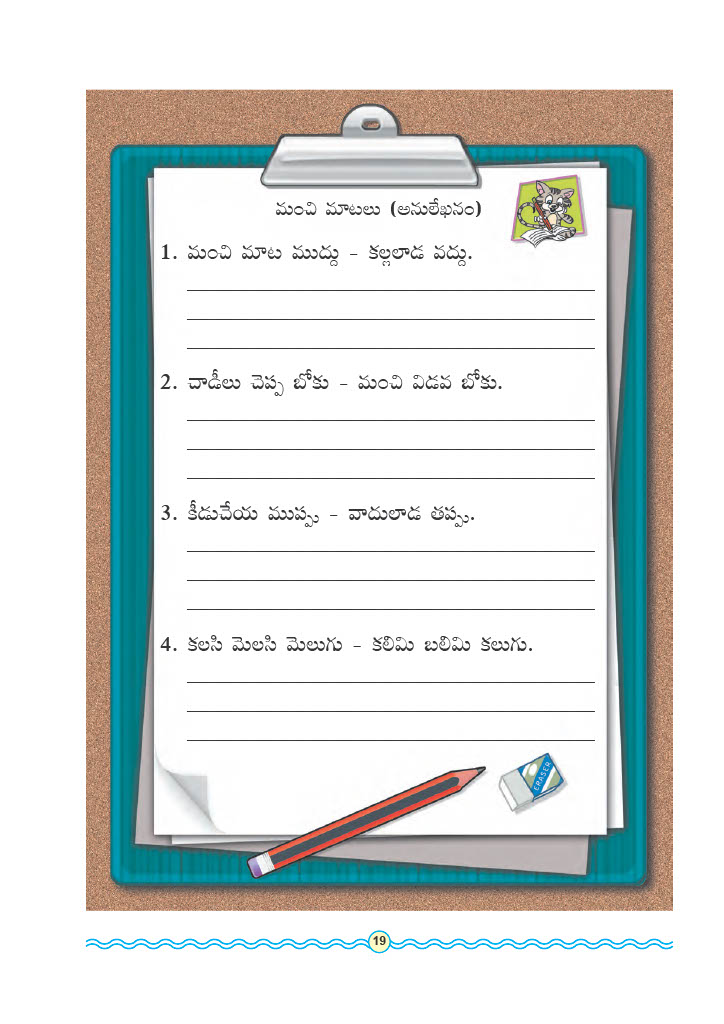 మంచి మాటలు (అనులేఖనం)
1. మంచి మాట ముద్దు - కల్లలాడ వద్దు.
2. చాడీలు చెప్ప బోకు - మంచి విడవ బోకు.
3. కీడుచేయ ముప్పు - వాదులాడ తప్పు.
4. కలసి మెలసి మెలుగు - కలిమి బలిమి కలుగు.
ERASER
19